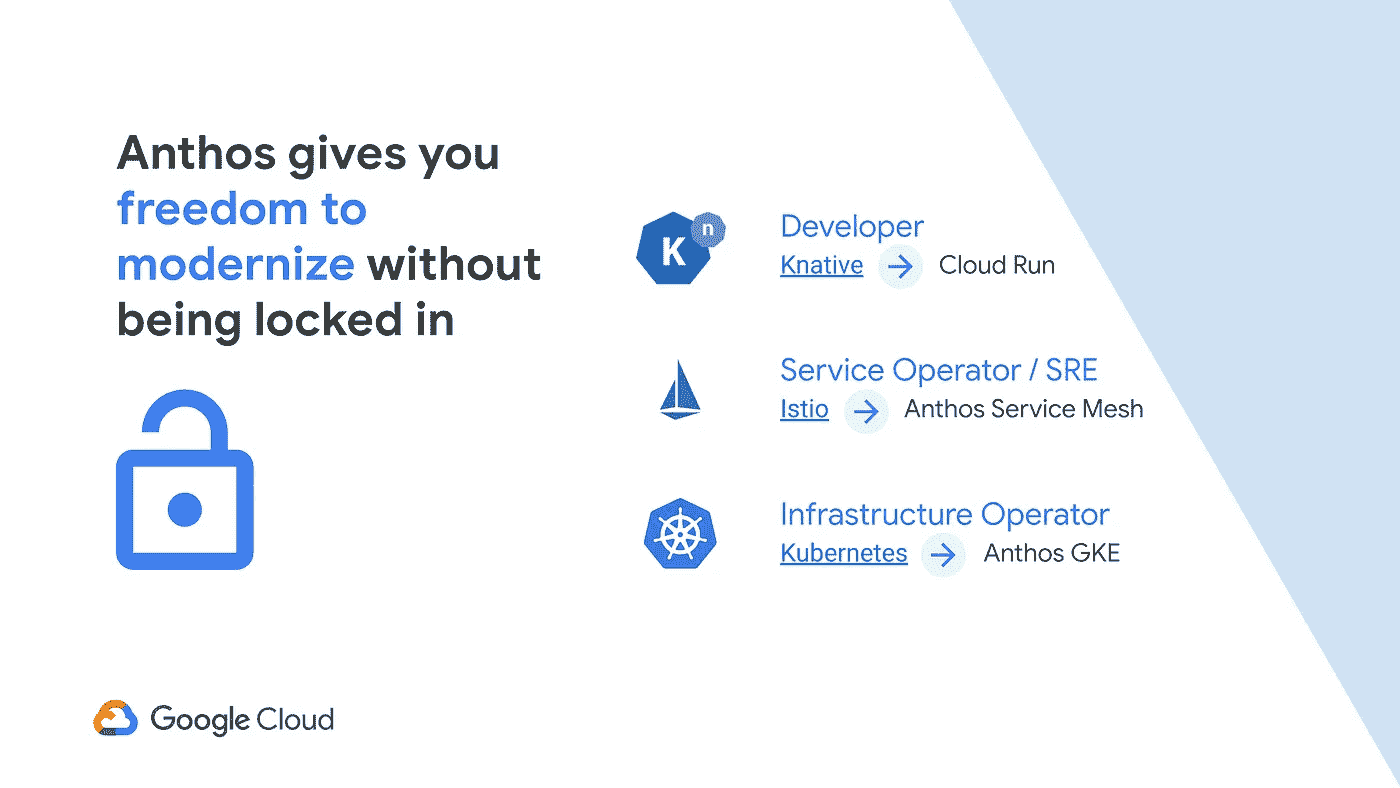 Anthos gives you
freedom to
modernize without
being locked in
K
n
Developer
Knative → Cloud Run
Service Operator / SRE
Istio → Anthos Service Mesh
Infrastructure Operator
Kubernetes → Anthos GKE
Google Cloud